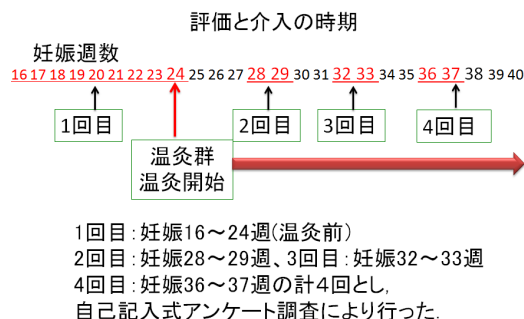 評価と介入の時期
妊娠週数
16 17 18 19 20 21 22 23 24 25 26 27 28 29 30 31 32 33 34 35 36 37 38 39 40
1回目
2回目
3回目
4回目
温灸群
温灸開始
1回目:妊娠16～24週(温灸前)
2回目:妊娠28～29週、3回目:妊娠32～33週
4回目:妊娠36～37週の計4回とし,
自己記入式アンケート調査により行った.